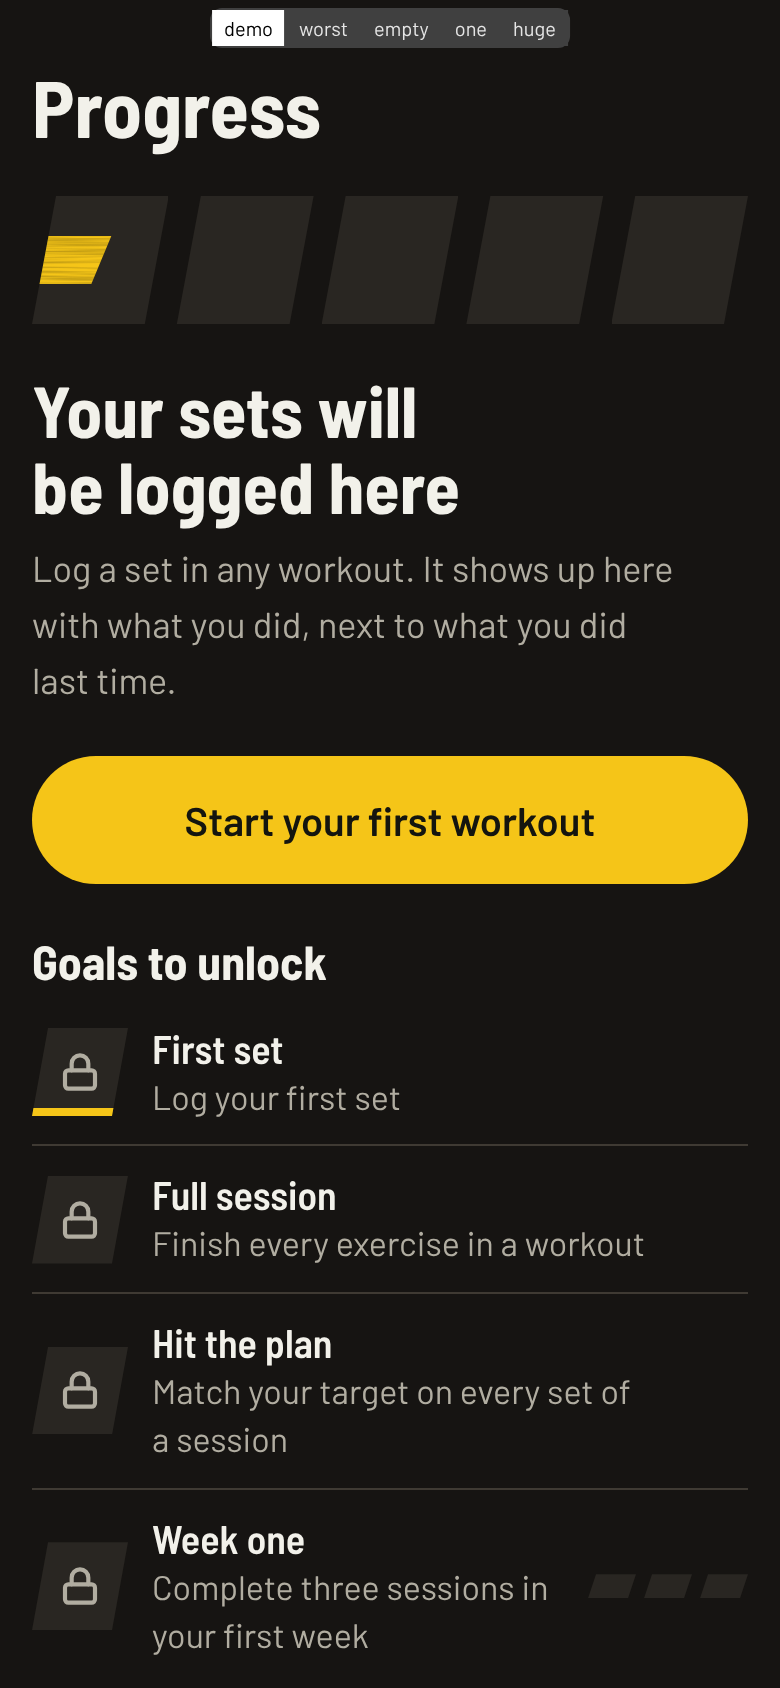 demo worst empty one huge
Progress
Your sets will
be logged here
Log a set in any workout. It shows up here
with what you did, next to what you did
last time.
Start your first workout
Goals to unlock
First set
Log your first set
Full session
Finish every exercise in a workout
Hit the plan
Match your target on every set of
a session
Week one
Complete three sessions in
your first week